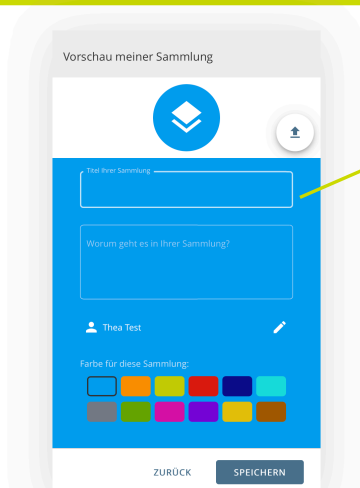 Vorschau meiner Sammlung
Titel Ihrer Sammlung
Worum geht es in Ihrer Sammlung?
Thea Test
Farbe für diese Sammlung:
ZURÜCK
SPEICHERN